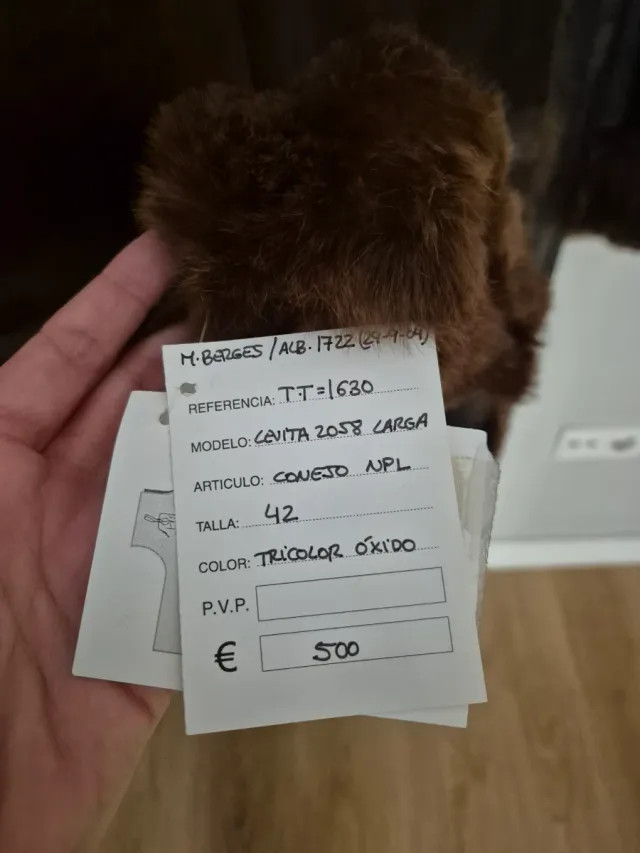 M. BERGES / ALB. 1722 (29-9-04)
REFERENCIA: T.T=1630
MODELO: LEVITA 2058 LARGA
ARTICULO: CONEJO NPL
TALLA: 42
COLOR: TRICOLOR ÓXIDO
P.V.P.
€ 500